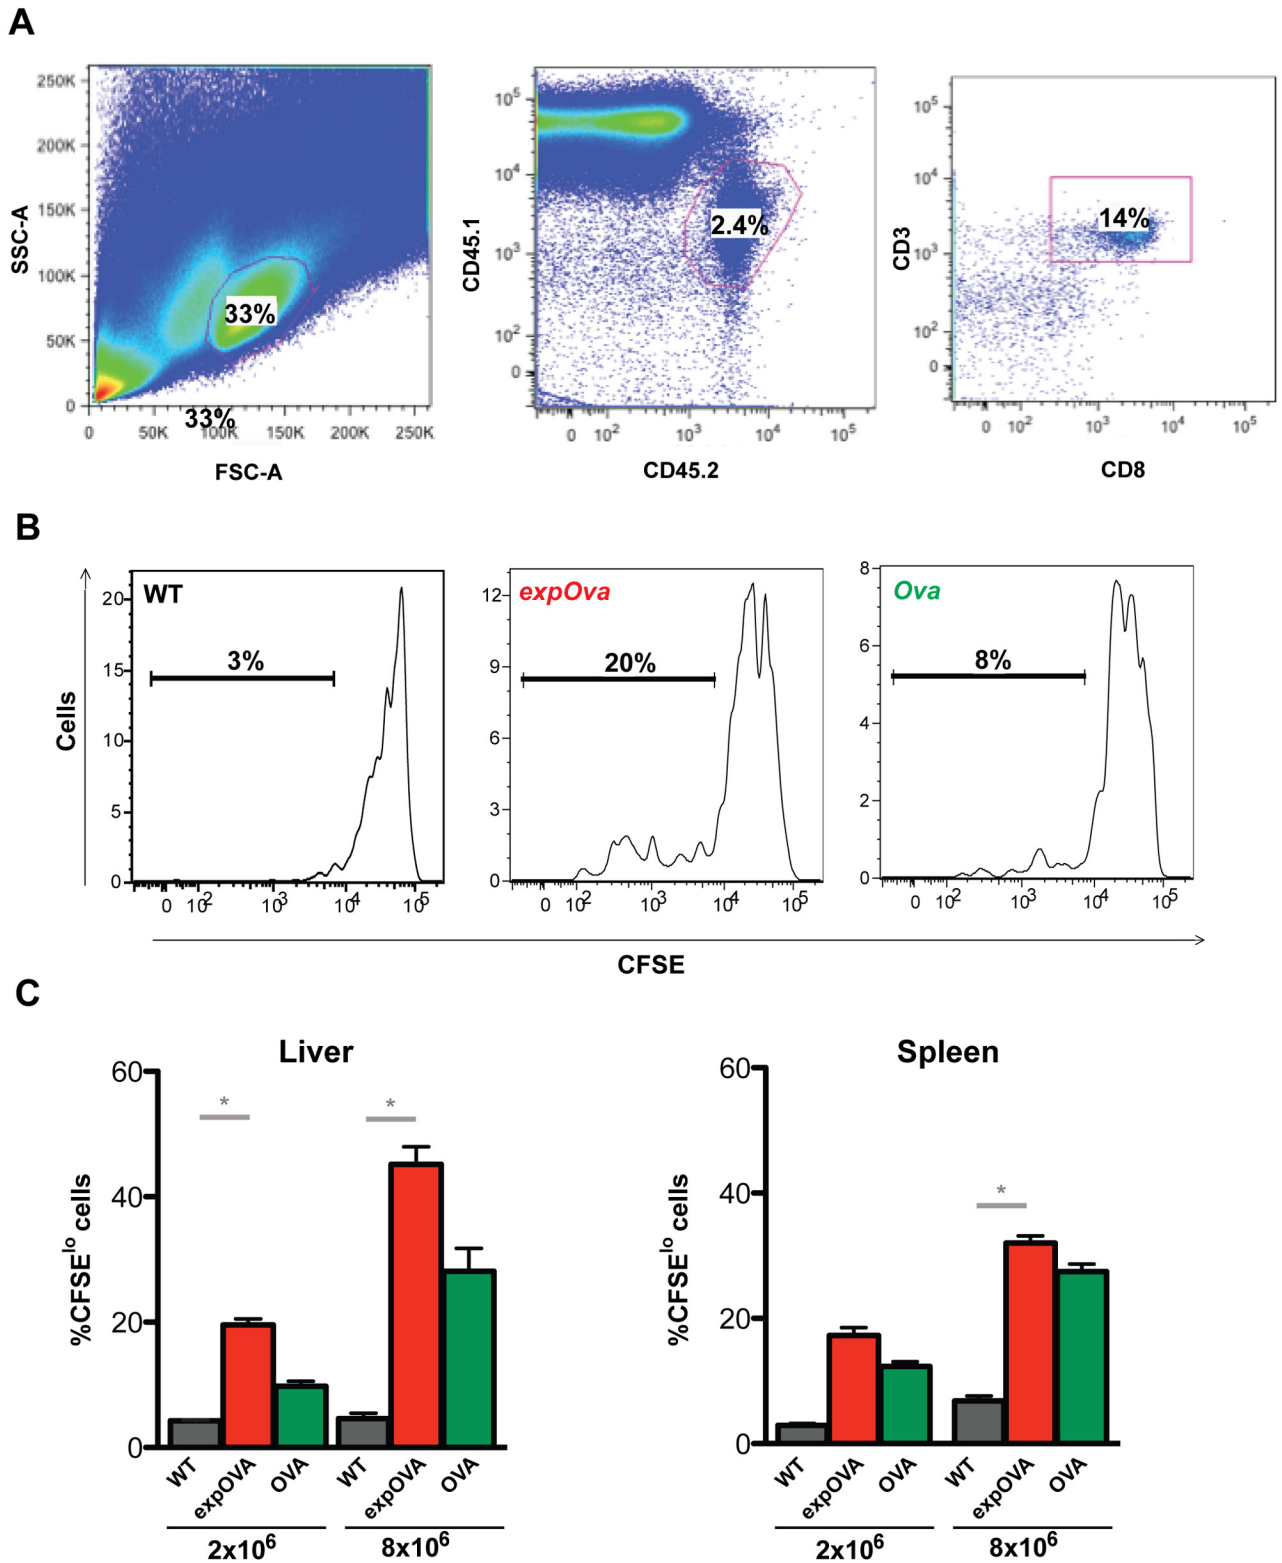 A
250K
200K
150K
100K
50K
0
SSC-A
33%
33%
0 50K 100K 150K 200K 250K
FSC-A
10⁵
10⁴
10³
10²
0
CD45.1
2.4%
0 10² 10³ 10⁴ 10⁵
CD45.2
10⁵
10⁴
10³
10²
0
CD3
14%
0 10² 10³ 10⁴ 10⁵
CD8
B
Cells
WT
3%
20
15
10
5
0
0 10² 10³ 10⁴ 10⁵
expOva
20%
12
9
6
3
0
0 10² 10³ 10⁴ 10⁵
Ova
8%
8
6
4
2
0
0 10² 10³ 10⁴ 10⁵
CFSE
C
Liver
60
40
20
0
%CFSEˡᵒ cells
*
*
WT expOVA OVA WT expOVA OVA
2x10⁶ 8x10⁶
Spleen
60
40
20
0
%CFSEˡᵒ cells
*
WT expOVA OVA WT expOVA OVA
2x10⁶ 8x10⁶